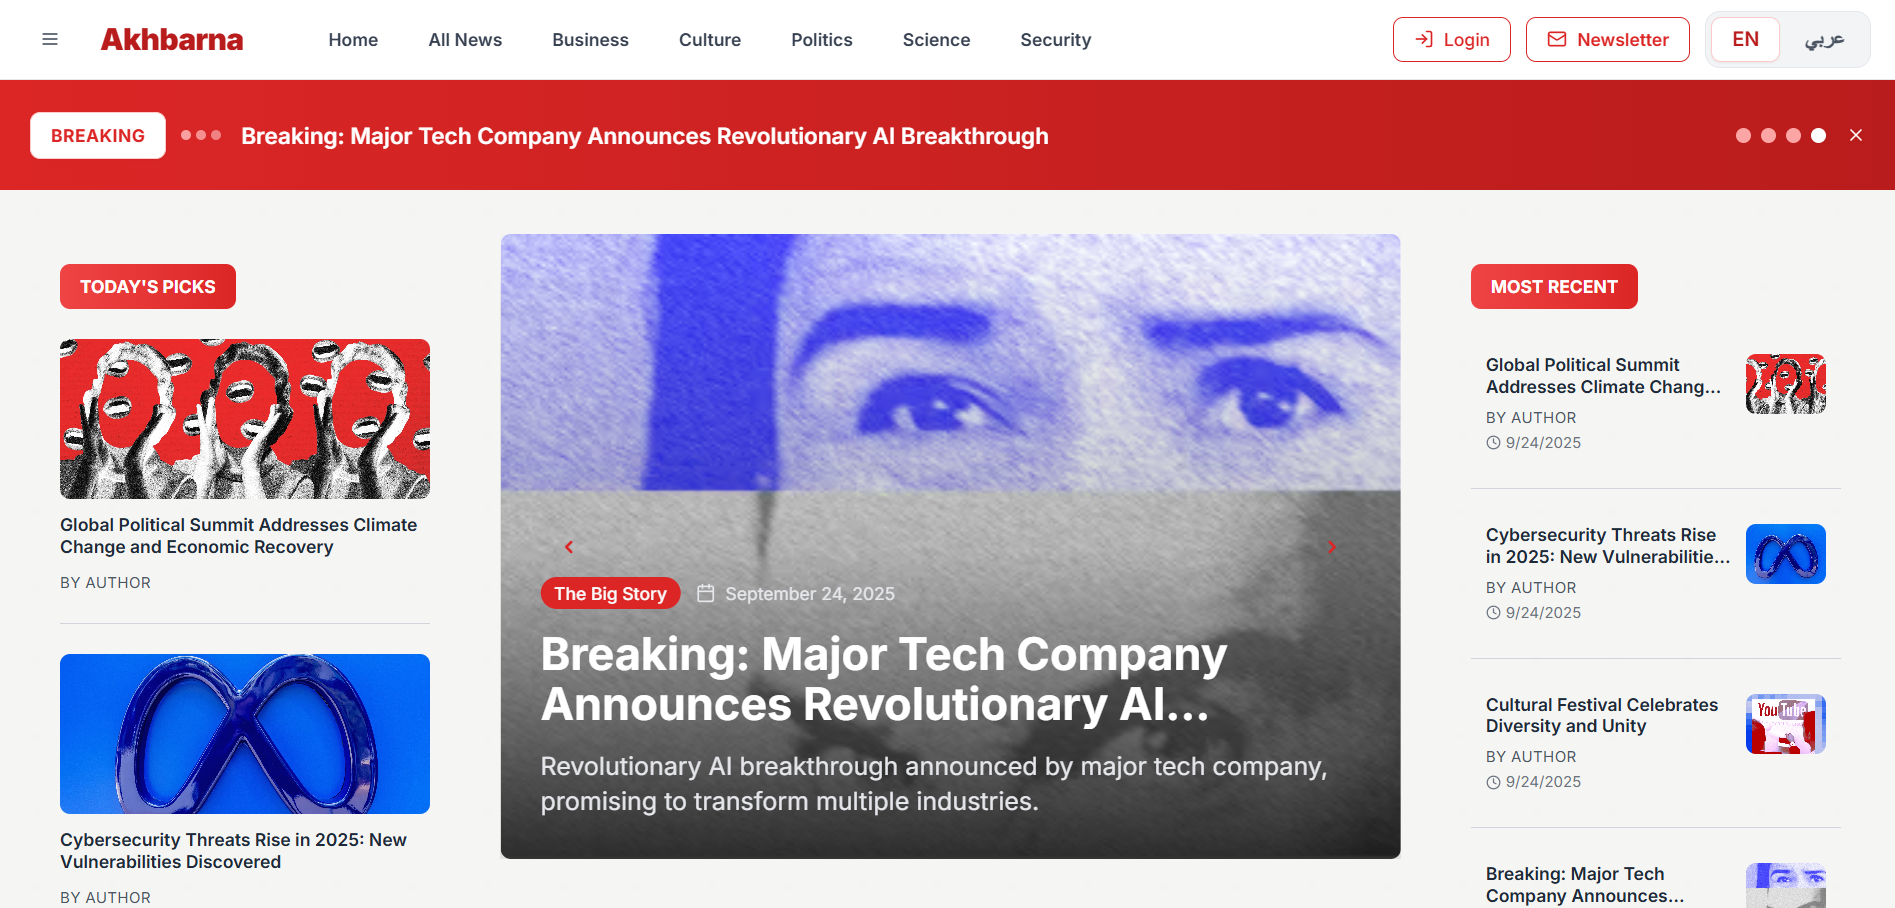 Akhbarna
Home
All News
Business
Culture
Politics
Science
Security
Login
Newsletter
EN
عربي
BREAKING
Breaking: Major Tech Company Announces Revolutionary AI Breakthrough
TODAY'S PICKS
Global Political Summit Addresses Climate
Change and Economic Recovery
BY AUTHOR
Cybersecurity Threats Rise in 2025: New
Vulnerabilities Discovered
BY AUTHOR
The Big Story
September 24, 2025
Breaking: Major Tech Company
Announces Revolutionary AI...
Revolutionary AI breakthrough announced by major tech company,
promising to transform multiple industries.
MOST RECENT
Global Political Summit
Addresses Climate Chang...
BY AUTHOR
9/24/2025
Cybersecurity Threats Rise
in 2025: New Vulnerabilitie...
BY AUTHOR
9/24/2025
Cultural Festival Celebrates
Diversity and Unity
BY AUTHOR
9/24/2025
YouTube
Breaking: Major Tech
Company Announces...